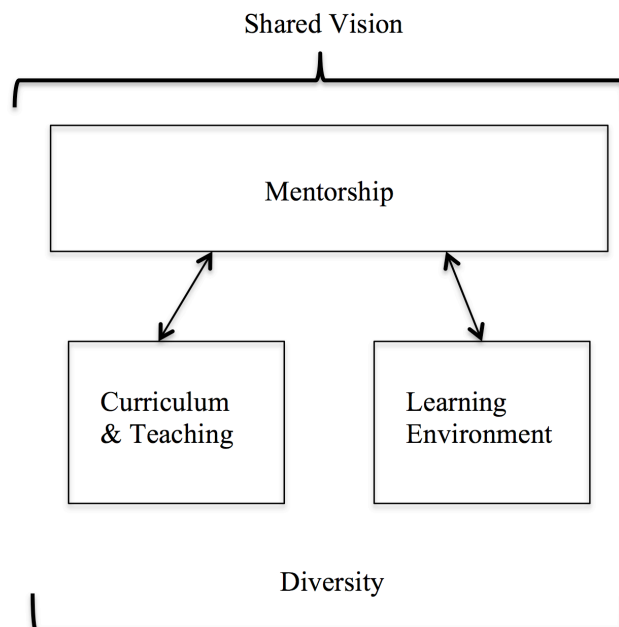 Shared Vision
Mentorship
Curriculum
& Teaching
Learning
Environment
Diversity